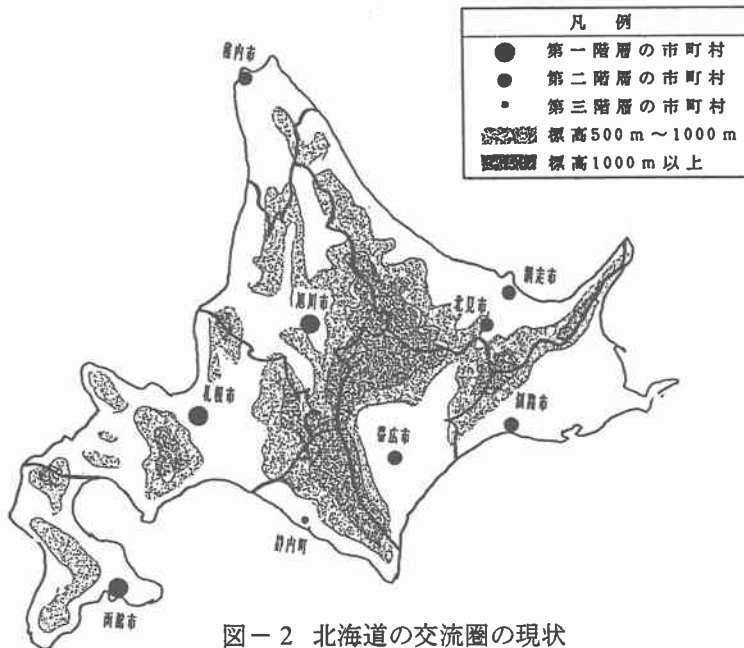 凡 例
第一階層の市町村
第二階層の市町村
第三階層の市町村
標高500m~1000m
標高1000m以上
稚内市
網走市
北見市
旭川市
札幌市
釧路市
帯広市
静内町
函館市
図-2 北海道の交流圏の現状